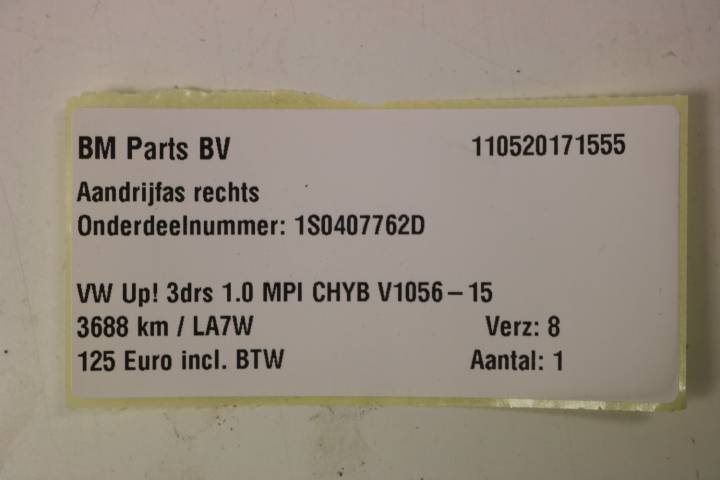 BM Parts BV 110520171555
Aandrijfas rechts
Onderdeelnummer: 1S0407762D
VW Up! 3drs 1.0 MPI CHYB V1056 – 15
3688 km / LA7W Verz: 8
125 Euro incl. BTW Aantal: 1